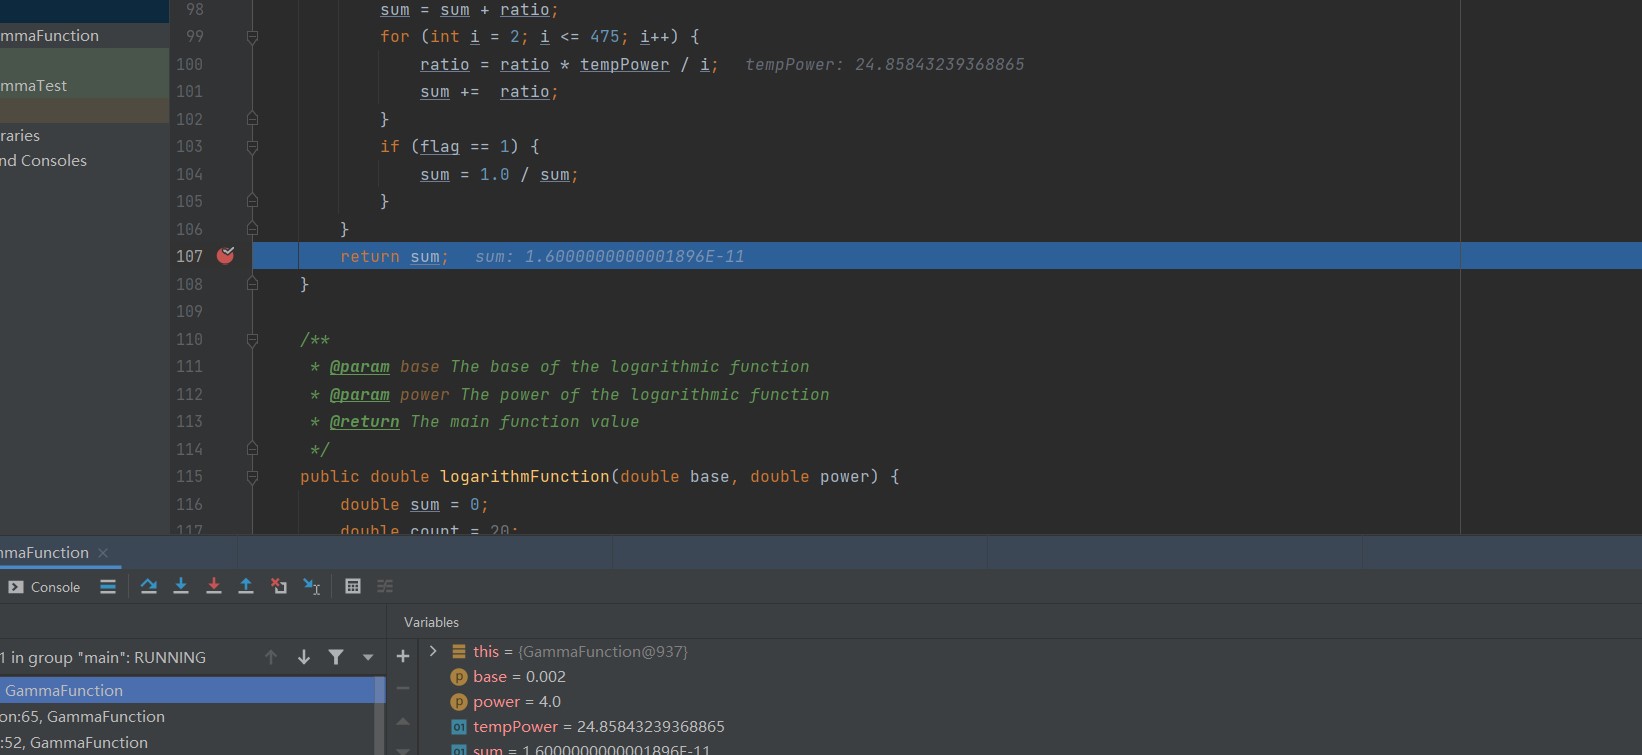 mmaFunction
mmaTest
raries
nd Consoles
98 sum = sum + ratio;
99 for (int i = 2; i <= 475; i++) {
100 ratio = ratio * tempPower / i; tempPower: 24.85843239368865
101 sum += ratio;
102 }
103 if (flag == 1) {
104 sum = 1.0 / sum;
105 }
106 }
107 return sum; sum: 1.6000000000001896E-11
108 }
109
110 /**
111 * @param base The base of the logarithmic function
112 * @param power The power of the logarithmic function
113 * @return The main function value
114 */
115 public double logarithmFunction(double base, double power) {
116 double sum = 0;
117 double count = 20;
mmaFunction
Console
Variables
1 in group "main": RUNNING
GammaFunction
on:65, GammaFunction
:52, GammaFunction
this = {GammaFunction@937}
base = 0.002
power = 4.0
tempPower = 24.85843239368865
sum = 1.6000000000001896E-11